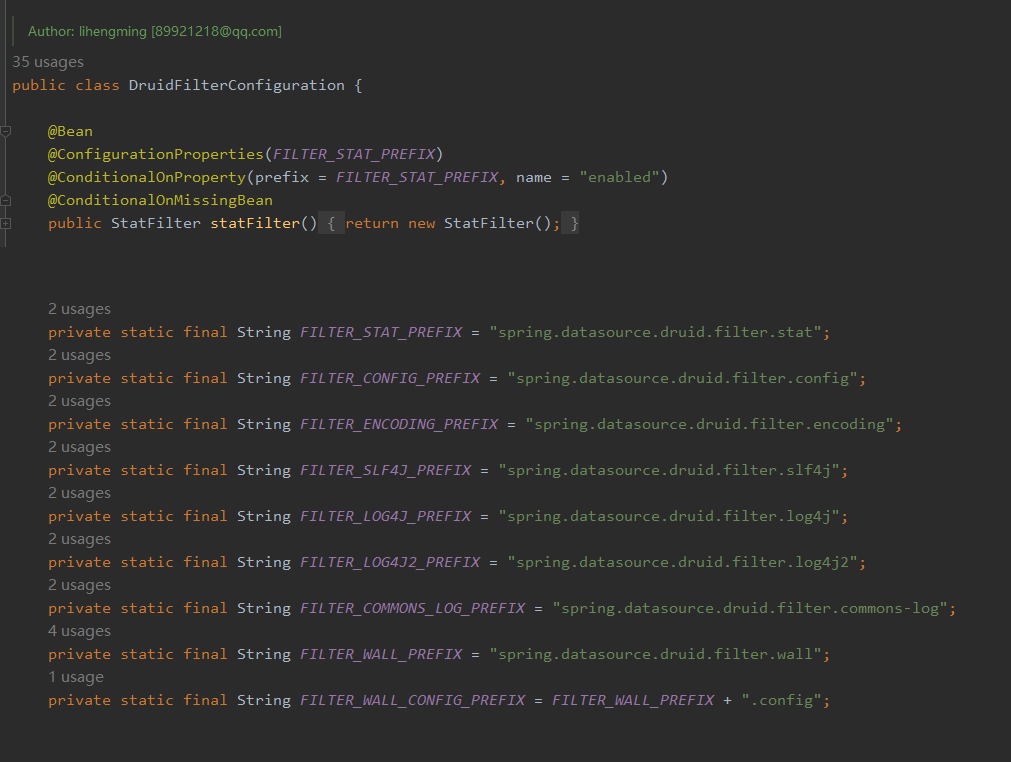 Author: lihengming [89921218@qq.com]
35 usages
public class DruidFilterConfiguration {
@Bean
@ConfigurationProperties(FILTER_STAT_PREFIX)
@ConditionalOnProperty(prefix = FILTER_STAT_PREFIX, name = "enabled")
@ConditionalOnMissingBean
public StatFilter statFilter() { return new StatFilter(); }
2 usages
private static final String FILTER_STAT_PREFIX = "spring.datasource.druid.filter.stat";
2 usages
private static final String FILTER_CONFIG_PREFIX = "spring.datasource.druid.filter.config";
2 usages
private static final String FILTER_ENCODING_PREFIX = "spring.datasource.druid.filter.encoding";
2 usages
private static final String FILTER_SLF4J_PREFIX = "spring.datasource.druid.filter.slf4j";
2 usages
private static final String FILTER_LOG4J_PREFIX = "spring.datasource.druid.filter.log4j";
2 usages
private static final String FILTER_LOG4J2_PREFIX = "spring.datasource.druid.filter.log4j2";
2 usages
private static final String FILTER_COMMONS_LOG_PREFIX = "spring.datasource.druid.filter.commons-log";
4 usages
private static final String FILTER_WALL_PREFIX = "spring.datasource.druid.filter.wall";
1 usage
private static final String FILTER_WALL_CONFIG_PREFIX = FILTER_WALL_PREFIX + ".config";